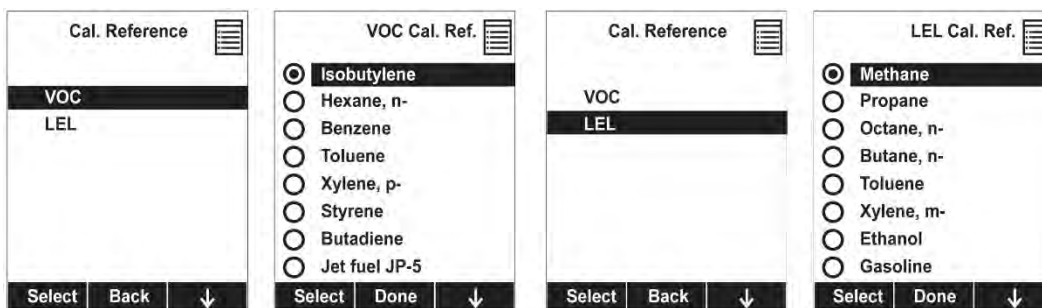 Cal. Reference
VOC
LEL
Select Back ↓
VOC Cal. Ref.
Isobutylene
Hexane, n-
Benzene
Toluene
Xylene, p-
Styrene
Butadiene
Jet fuel JP-5
Select Done ↓
Cal. Reference
VOC
LEL
Select Back ↓
LEL Cal. Ref.
Methane
Propane
Octane, n-
Butane, n-
Toluene
Xylene, m-
Ethanol
Gasoline
Select Done ↓